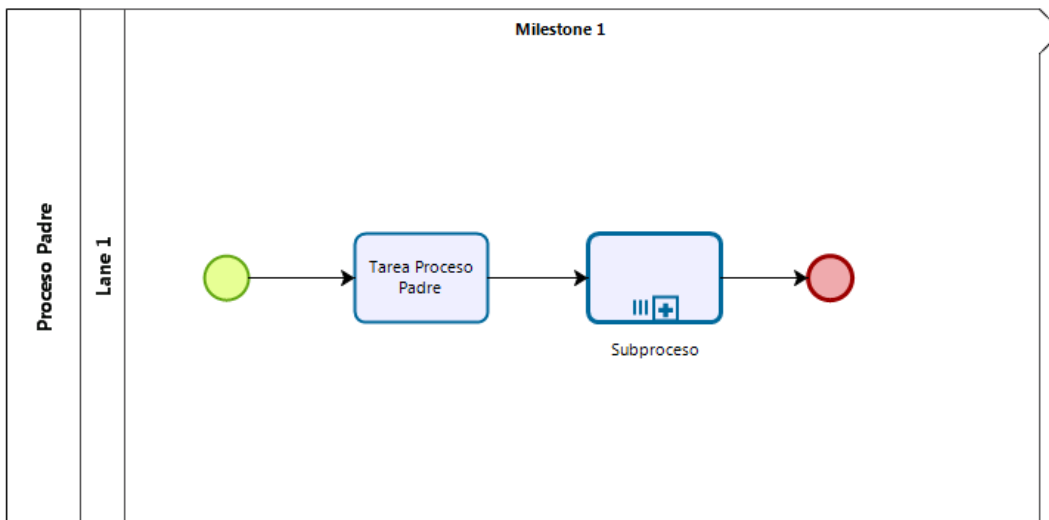 Milestone 1
Proceso Padre
Lane 1
Tarea Proceso
Padre
Subproceso